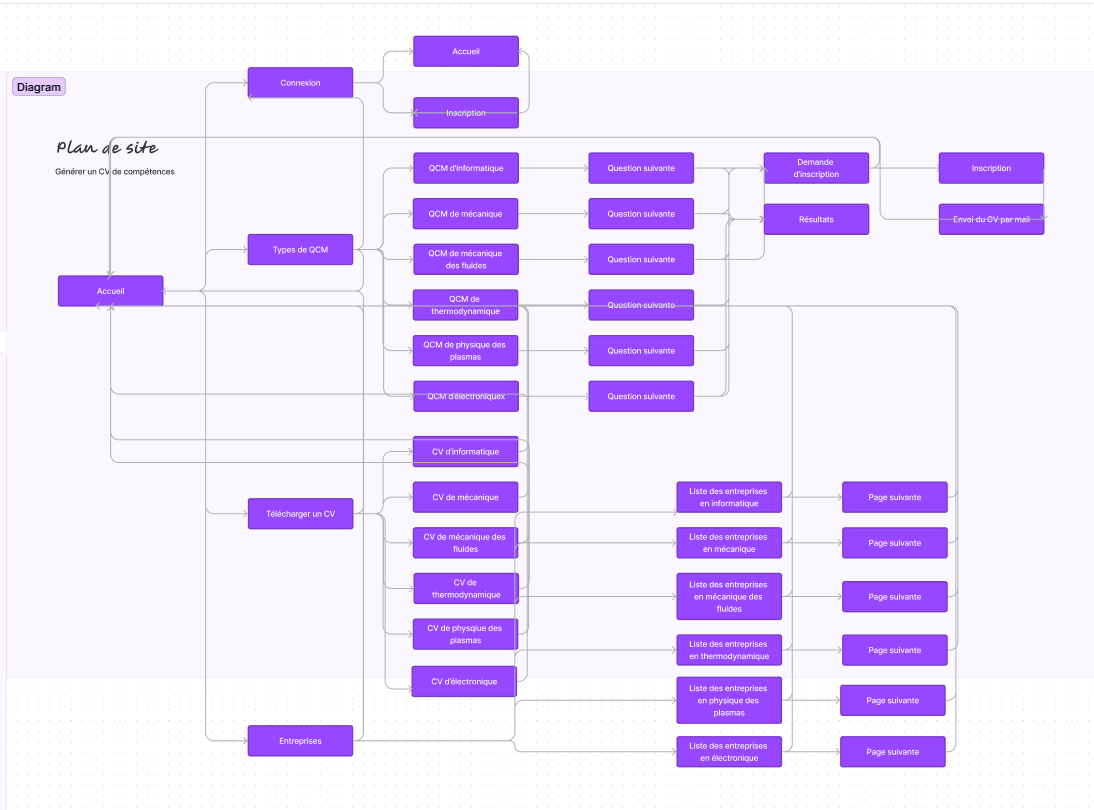 Accueil
Connexion
Diagram
Inscription
Plan de site
Générer un CV de compétences
QCM d'informatique
Question suivante
Demande
d'inscription
Inscription
QCM de mécanique
Question suivante
Résultats
Envoi du CV par mail
Types de QCM
QCM de mécanique
des fluides
Question suivante
Accueil
QCM de
thermodynamique
Question suivante
QCM de physique des
plasmas
Question suivante
QCM d'électroniquex
Question suivante
CV d'informatique
CV de mécanique
Liste des entreprises
en informatique
Page suivante
Télécharger un CV
CV de mécanique des
fluides
Liste des entreprises
en mécanique
Page suivante
CV de
thermodynamique
Liste des entreprises
en mécanique des
fluides
Page suivante
CV de physqiue des
plasmas
Liste des entreprises
en thermodynamique
Page suivante
CV d'électronique
Liste des entreprises
en physique des
plasmas
Page suivante
Entreprises
Liste des entreprises
en électronique
Page suivante